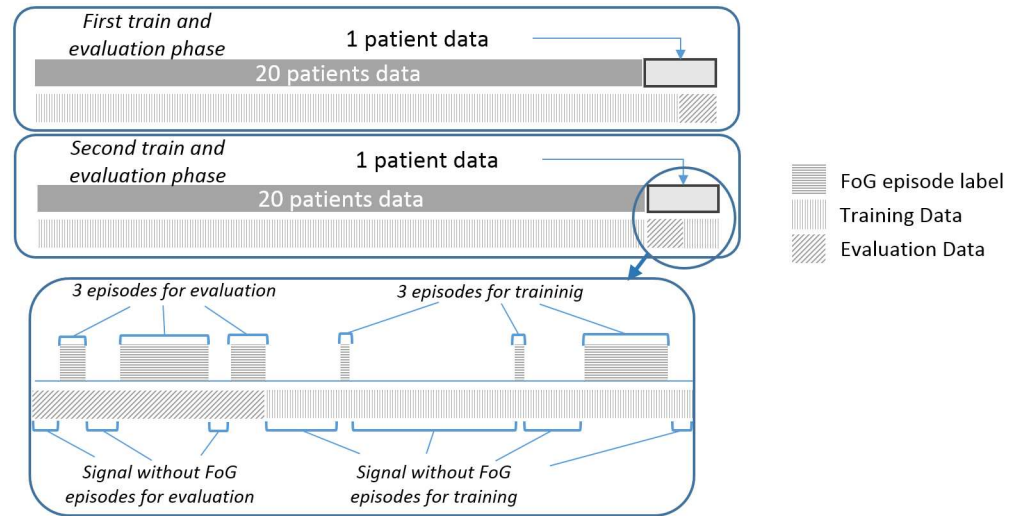 First train and
evaluation phase
1 patient data
20 patients data
Second train and
evaluation phase
1 patient data
20 patients data
FoG episode label
Training Data
Evaluation Data
3 episodes for evaluation
3 episodes for traininig
Signal without FoG
episodes for evaluation
Signal without FoG
episodes for training